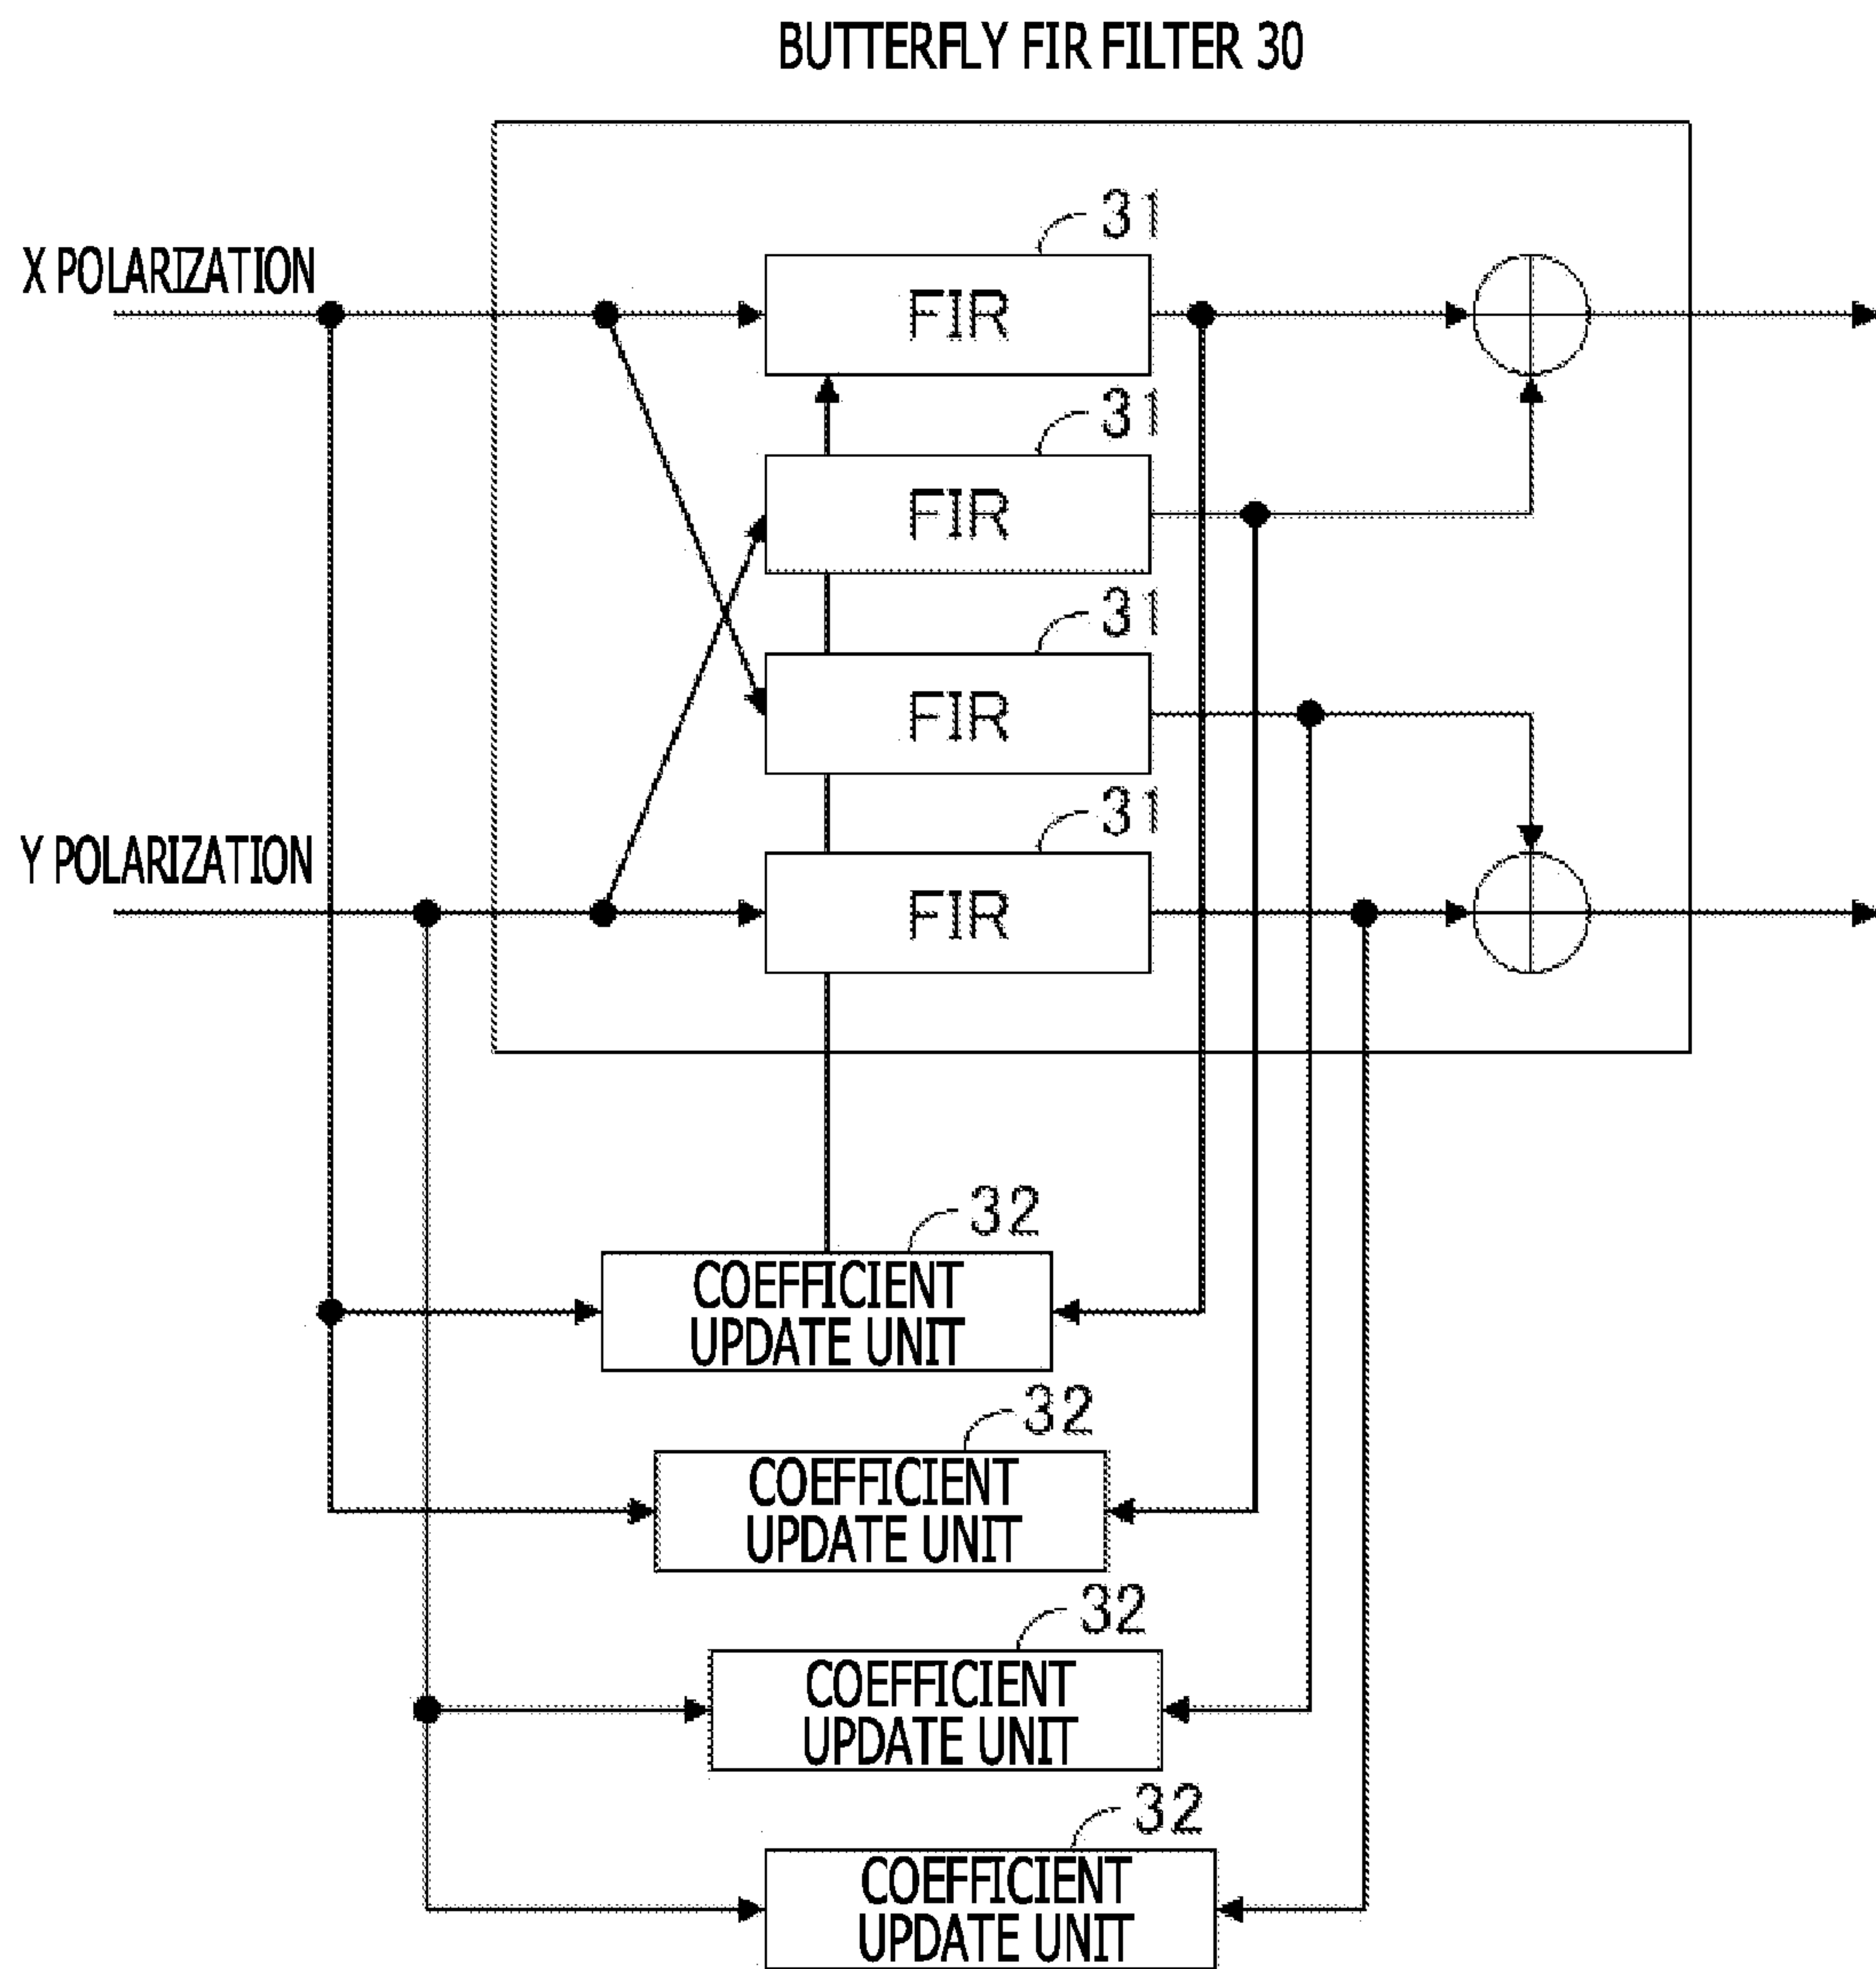 BUTTERFLY FIR FILTER 30
31
X POLARIZATION
FIR
31
FIR
31
FIR
31
Y POLARIZATION
FIR
32
COEFFICIENT
UPDATE UNIT
32
COEFFICIENT
UPDATE UNIT
32
COEFFICIENT
UPDATE UNIT
32
COEFFICIENT
UPDATE UNIT